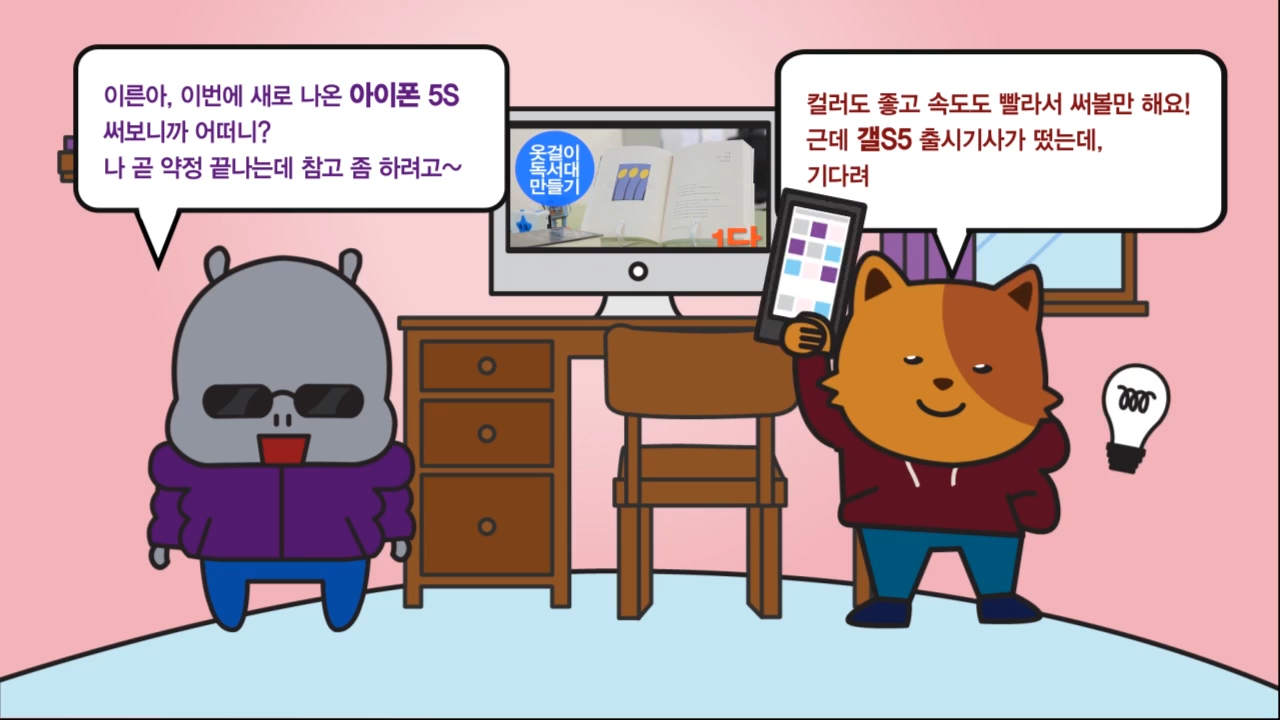 이른아, 이번에 새로 나온 아이폰 5S
써보니까 어떠니?
나 곧 약정 끝나는데 참고 좀 하려고~
컬러도 좋고 속도도 빨라서 써볼만 해요!
근데 갤S5 출시기사가 떴는데,
기다려
옷걸이
독서대
만들기
1단